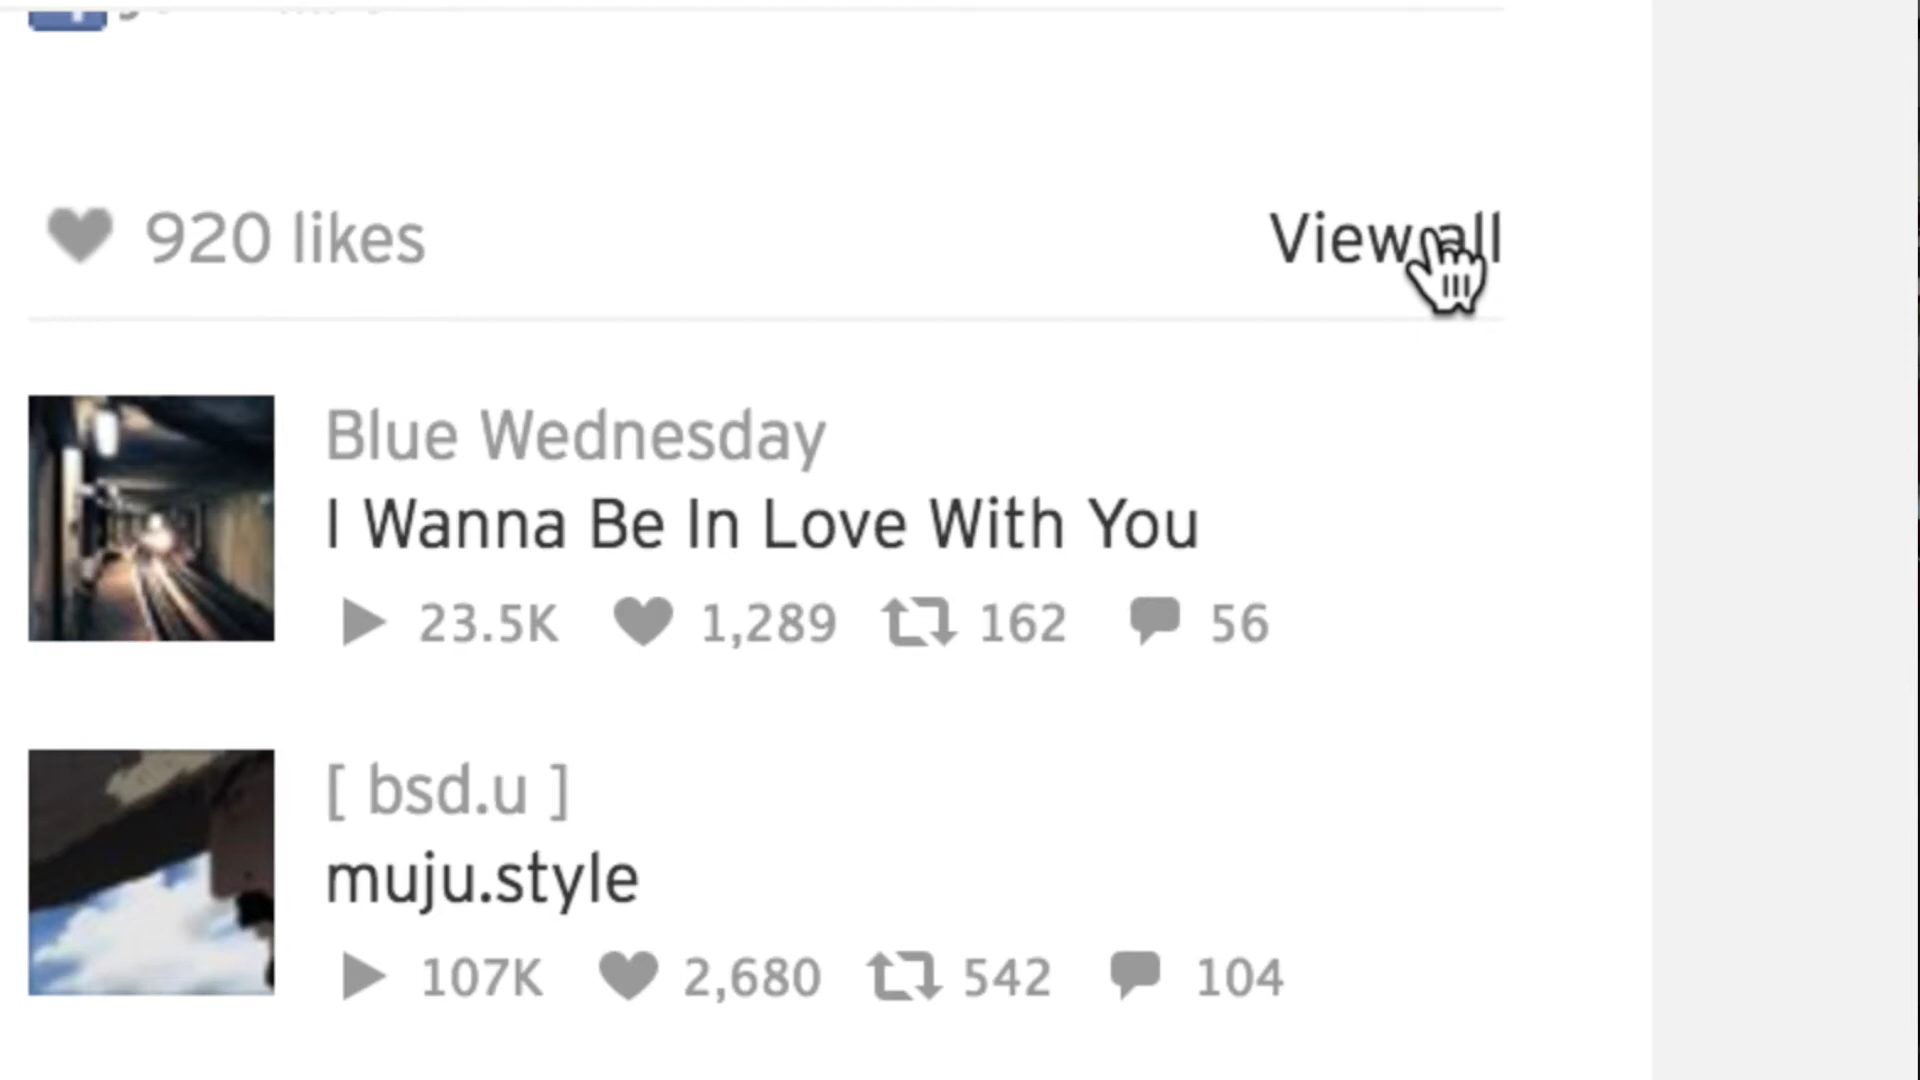 920 likes
View all
Blue Wednesday
I Wanna Be In Love With You
23.5K 1,289 162 56
[ bsd.u ]
muju.style
107K 2,680 542 104